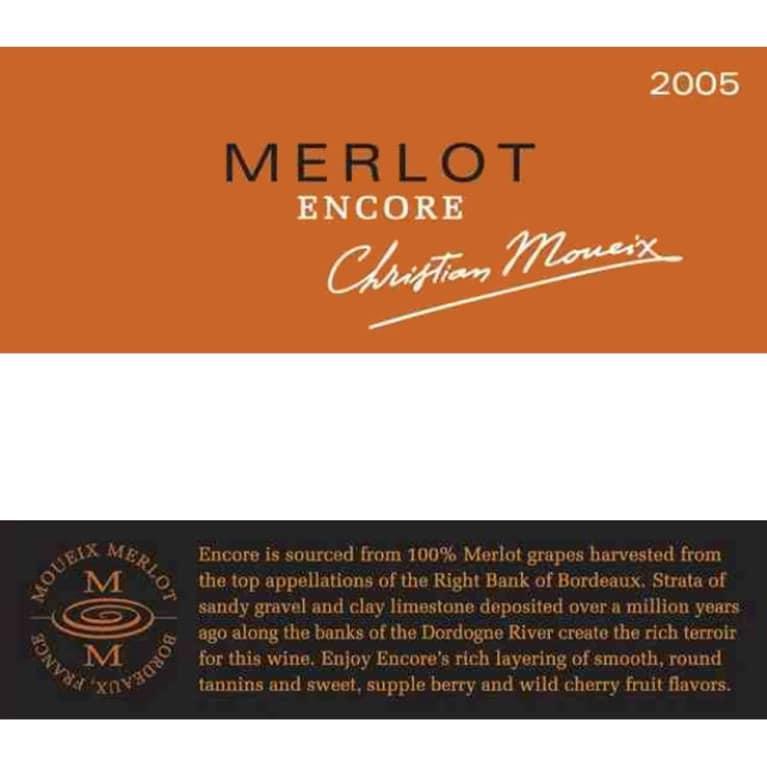 2005
MERLOT
ENCORE
Christian Moueix
MOUEIX MERLOT
BORDEAUX, FRANCE
M
M
Encore is sourced from 100% Merlot grapes harvested from
the top appellations of the Right Bank of Bordeaux. Strata of
sandy gravel and clay limestone deposited over a million years
ago along the banks of the Dordogne River create the rich terroir
for this wine. Enjoy Encore's rich layering of smooth, round
tannins and sweet, supple berry and wild cherry fruit flavors.